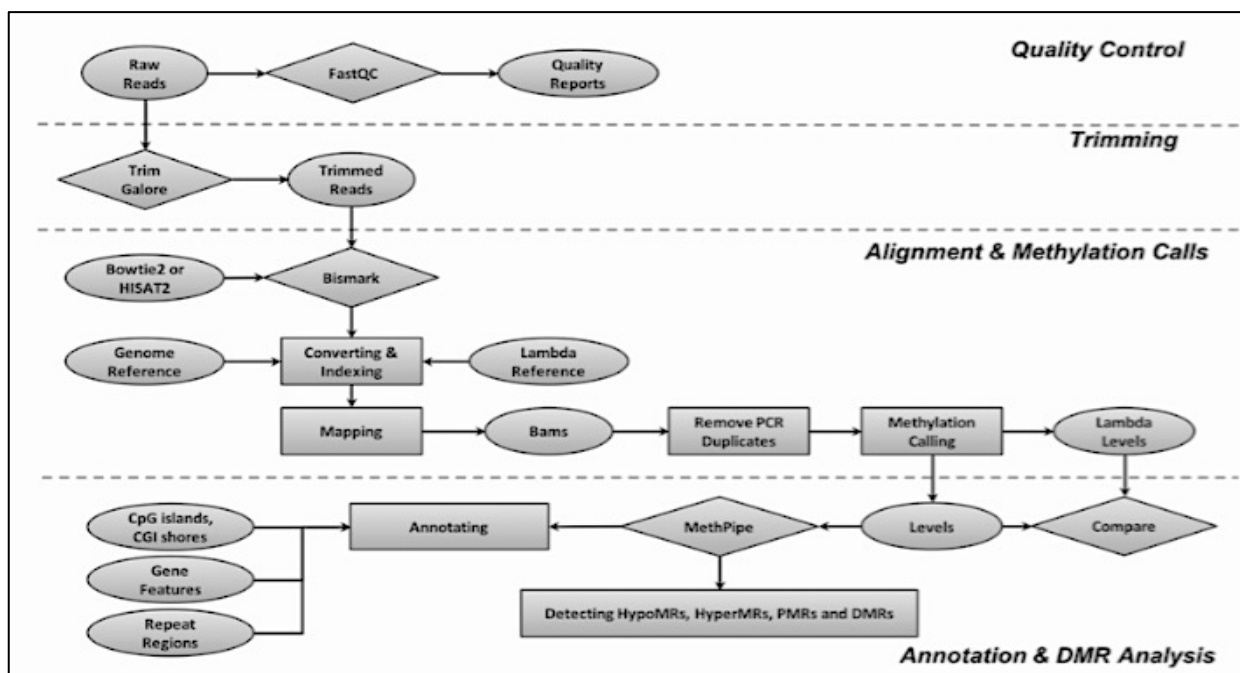 Quality Control
Raw
Reads
FastQC
Quality
Reports
Trimming
Trim
Galore
Trimmed
Reads
Alignment & Methylation Calls
Bowtie2 or
HISAT2
Bismark
Genome
Reference
Converting &
Indexing
Lambda
Reference
Mapping
Bams
Remove PCR
Duplicates
Methylation
Calling
Lambda
Levels
CpG islands,
CGI shores
Annotating
MethPipe
Levels
Compare
Gene
Features
Detecting HypoMRs, HyperMRs, PMRs and DMRs
Repeat
Regions
Annotation & DMR Analysis